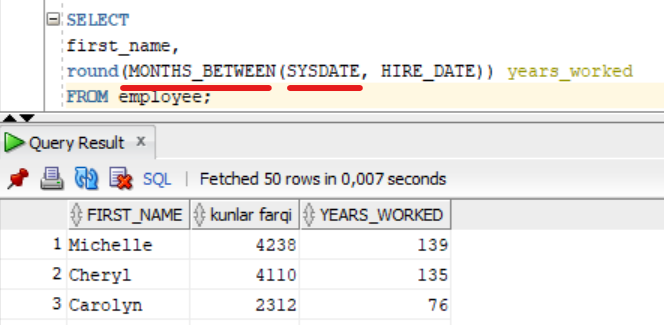 SELECT
first_name,
round(MONTHS_BETWEEN(SYSDATE, HIRE_DATE)) years_worked
FROM employee;
Query Result x
SQL | Fetched 50 rows in 0,007 seconds
FIRST_NAME kunlar farqi YEARS_WORKED
1 Michelle 4238 139
2 Cheryl 4110 135
3 Carolyn 2312 76